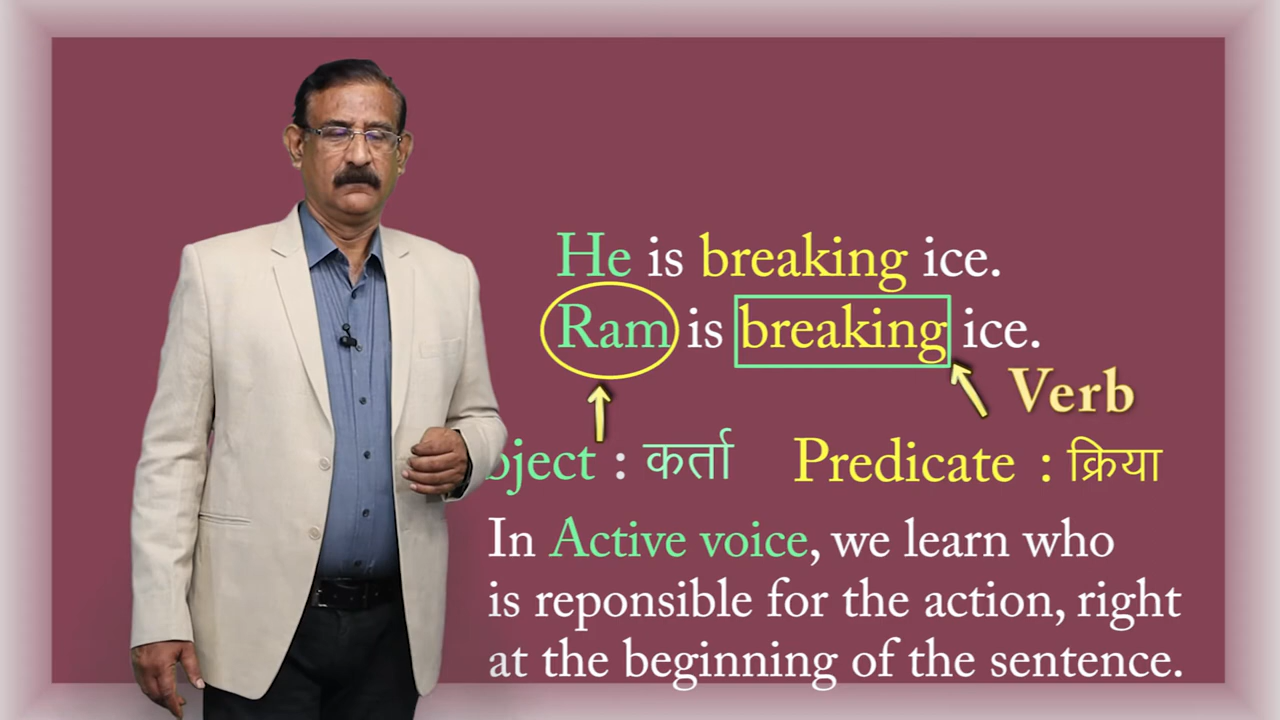 He is breaking ice.
Ram is breaking ice.
Verb
: कर्ता Predicate : क्रिया
In Active voice, we learn who
is reponsible for the action, right
at the beginning of the sentence.